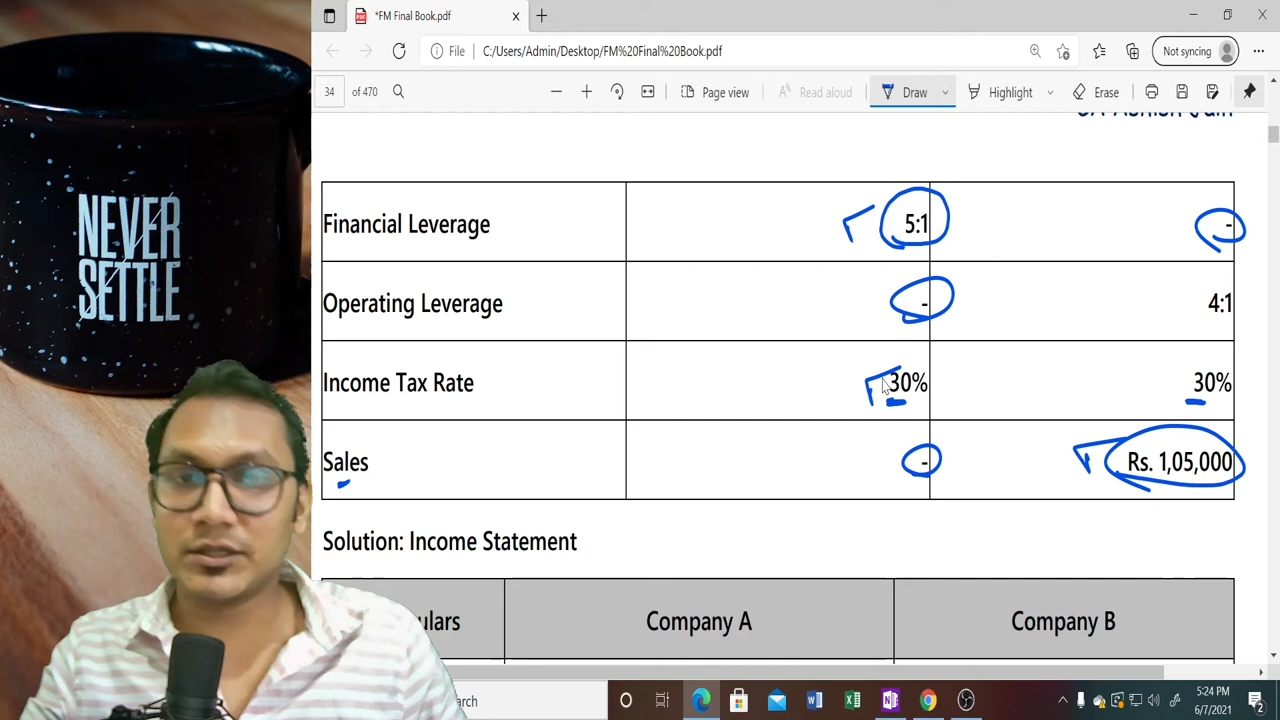 NEVER
SETTLE
*FM Final Book.pdf
File C:/Users/Admin/Desktop/FM%20Final%20Book.pdf
Not syncing
34 of 470
Page view
Read aloud
Draw
Highlight
Erase
Financial Leverage 5:1 -
Operating Leverage - 4:1
Income Tax Rate 30% 30%
Sales - Rs. 1,05,000
Solution: Income Statement
Company A Company B
5:24 PM
6/7/2021
2